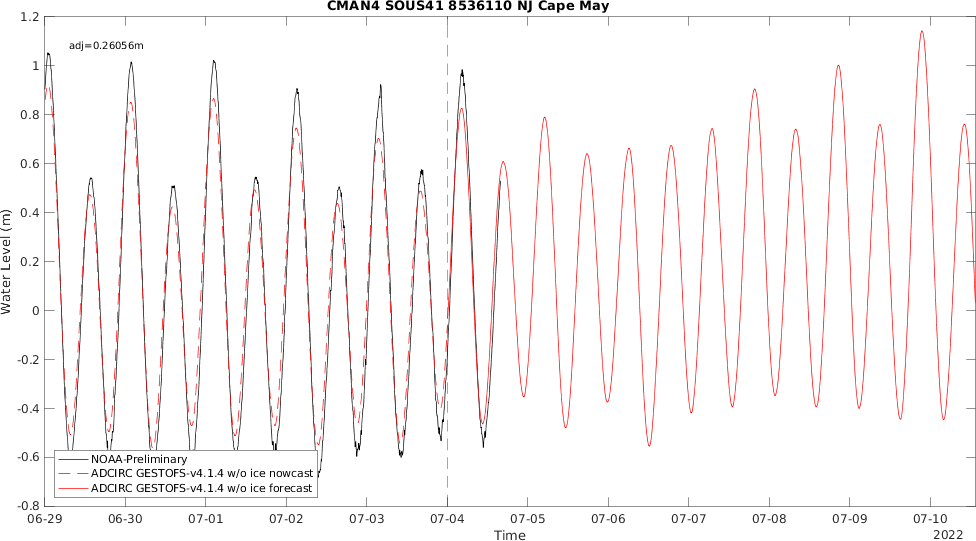 CMAN4 SOUS41 8536110 NJ Cape May
adj=0.26056m
1.2
1
0.8
0.6
0.4
0.2
0
-0.2
-0.4
-0.6
-0.8
Water Level (m)
NOAA-Preliminary
ADCIRC GESTOFS-v4.1.4 w/o ice nowcast
ADCIRC GESTOFS-v4.1.4 w/o ice forecast
06-29 06-30 07-01 07-02 07-03 07-04 07-05 07-06 07-07 07-08 07-09 07-10
Time
2022